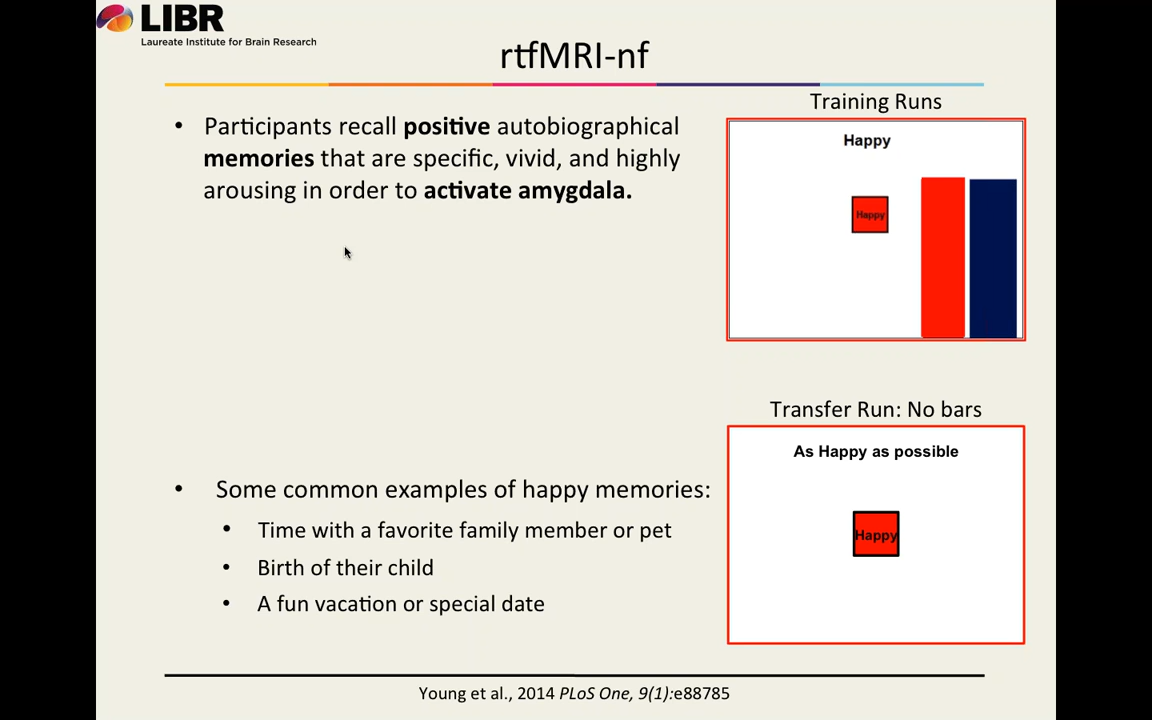 LIBR
Laureate Institute for Brain Research
rtfMRI-nf
• Participants recall positive autobiographical
memories that are specific, vivid, and highly
arousing in order to activate amygdala.
Training Runs
Happy
Happy
Transfer Run: No bars
As Happy as possible
Happy
• Some common examples of happy memories:
• Time with a favorite family member or pet
• Birth of their child
• A fun vacation or special date
Young et al., 2014 PLoS One, 9(1):e88785